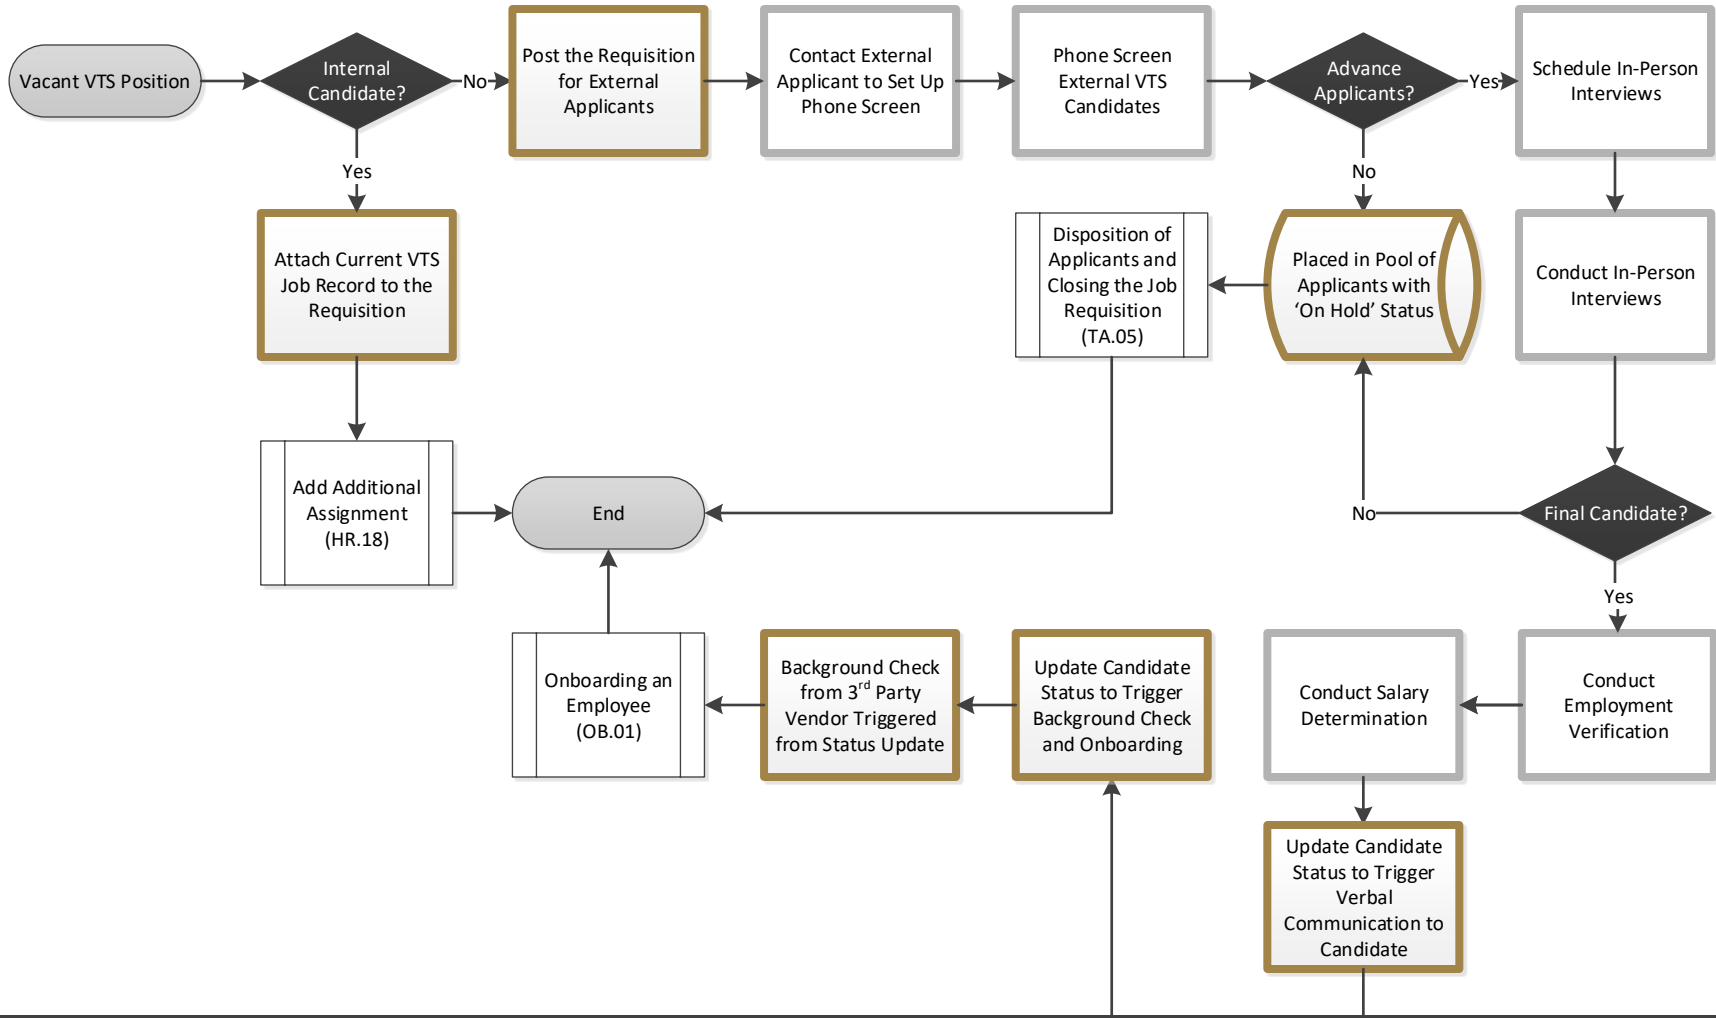 Vacant VTS Position
Internal
Candidate?
No
Post the Requisition
for External
Applicants
Contact External
Applicant to Set Up
Phone Screen
Phone Screen
External VTS
Candidates
Advance
Applicants?
Yes
Schedule In-Person
Interviews
Yes
No
Attach Current VTS
Job Record to the
Requisition
Disposition of
Applicants and
Closing the Job
Requisition
(TA.05)
Placed in Pool of
Applicants with
‘On Hold’ Status
Conduct In-Person
Interviews
Add Additional
Assignment
(HR.18)
End
No
Final Candidate?
Yes
Onboarding an
Employee
(OB.01)
Background Check
from 3rd Party
Vendor Triggered
from Status Update
Update Candidate
Status to Trigger
Background Check
and Onboarding
Conduct Salary
Determination
Conduct
Employment
Verification
Update Candidate
Status to Trigger
Verbal
Communication to
Candidate